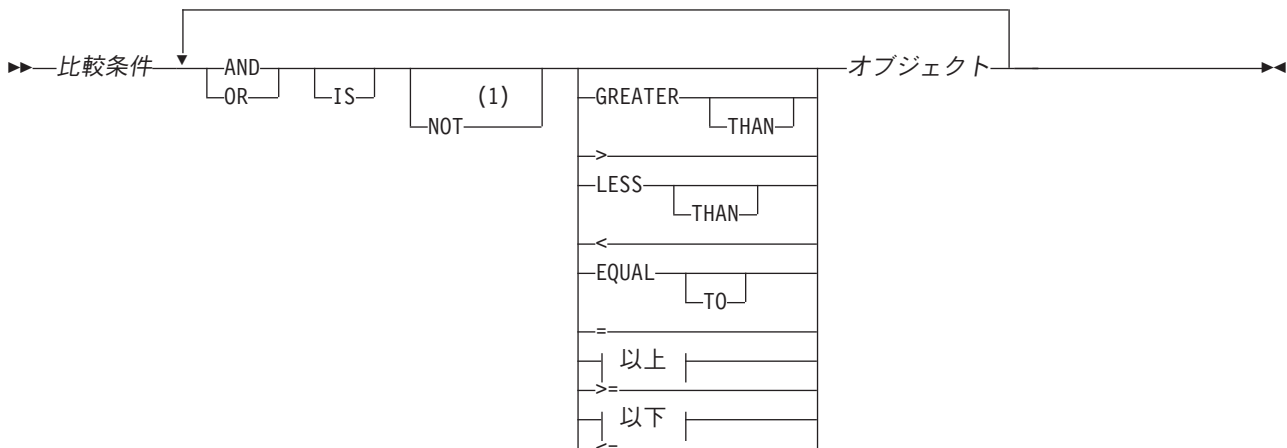 比較条件 AND オブジェクト
OR IS (1) GREATER
NOT THAN
>
LESS
THAN
<
EQUAL
TO
=
以上
>=
以下
<=